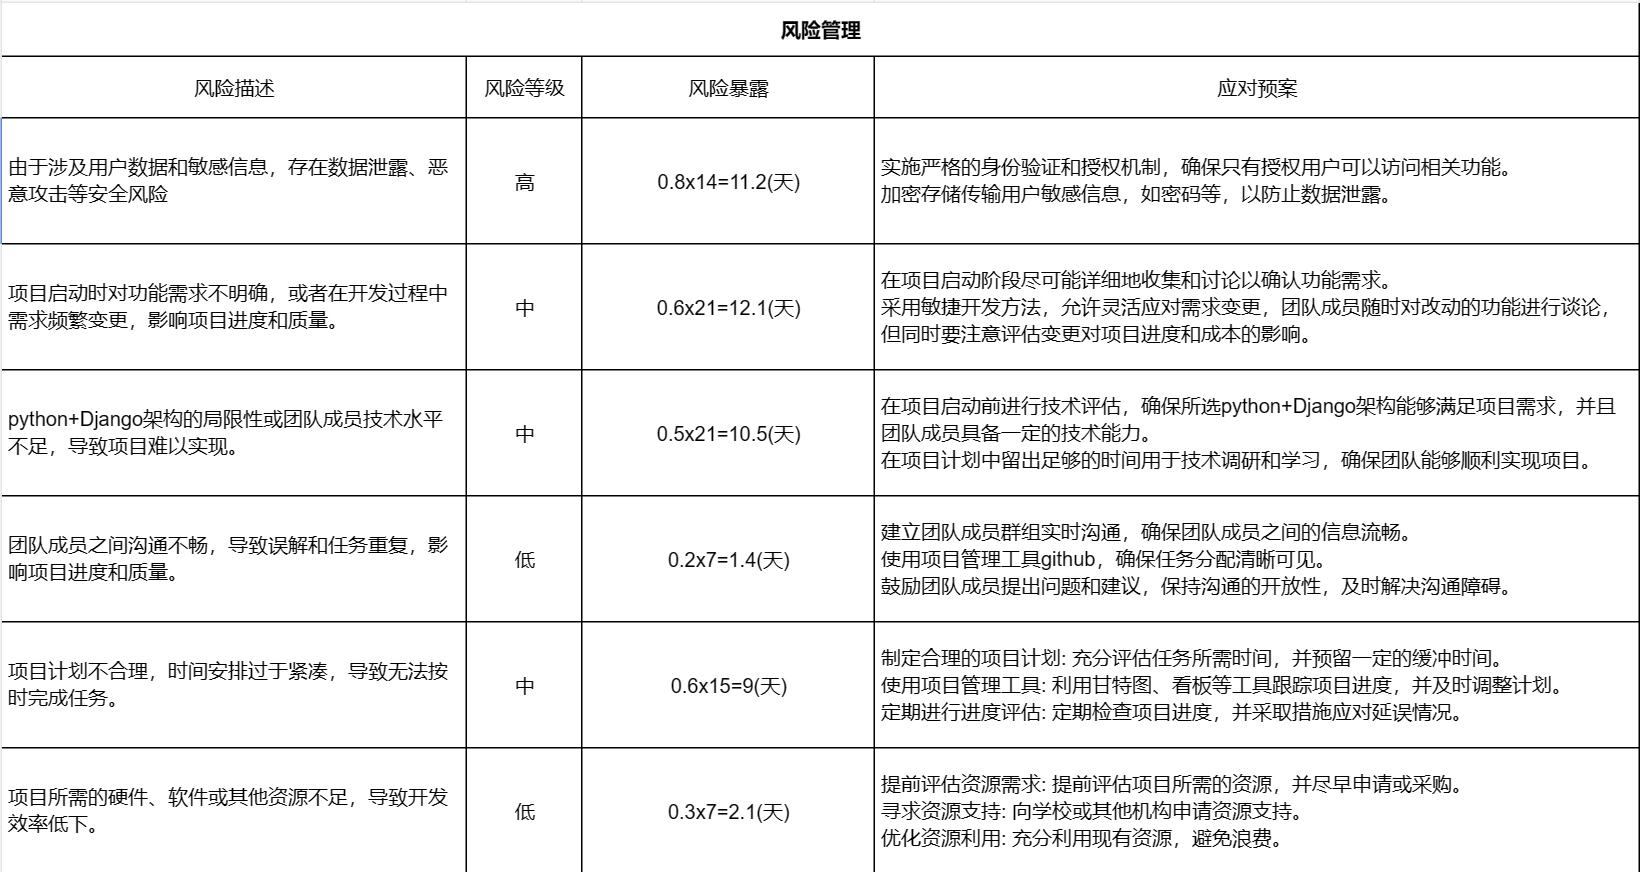 风险管理
风险描述
风险等级
风险暴露
应对预案
由于涉及用户数据和敏感信息，存在数据泄露、恶
意攻击等安全风险
高
0.8x14=11.2(天)
实施严格的身份验证和授权机制，确保只有授权用户可以访问相关功能。
加密存储传输用户敏感信息，如密码等，以防止数据泄露。
项目启动时对功能需求不明确，或者在开发过程中
需求频繁变更，影响项目进度和质量。
中
0.6x21=12.1(天)
在项目启动阶段尽可能详细地收集和讨论以确认功能需求。
采用敏捷开发方法，允许灵活应对需求变更，团队成员随时对改动的功能进行谈论，
但同时要注意评估变更对项目进度和成本的影响。
python+Django架构的局限性或团队成员技术水平
不足，导致项目难以实现。
中
0.5x21=10.5(天)
在项目启动前进行技术评估，确保所选python+Django架构能够满足项目需求，并且
团队成员具备一定的技术能力。
在项目计划中留出足够的时间用于技术调研和学习，确保团队能够顺利实现项目。
团队成员之间沟通不畅，导致误解和任务重复，影
响项目进度和质量。
低
0.2x7=1.4(天)
建立团队成员群组实时沟通，确保团队成员之间的信息流畅。
使用项目管理工具github，确保任务分配清晰可见。
鼓励团队成员提出问题和建议，保持沟通的开放性，及时解决沟通障碍。
项目计划不合理，时间安排过于紧凑，导致无法按
时完成任务。
中
0.6x15=9(天)
制定合理的项目计划: 充分评估任务所需时间，并预留一定的缓冲时间。
使用项目管理工具: 利用甘特图、看板等工具跟踪项目进度，并及时调整计划。
定期进行进度评估: 定期检查项目进度，并采取措施应对延误情况。
项目所需的硬件、软件或其他资源不足，导致开发
效率低下。
低
0.3x7=2.1(天)
提前评估资源需求: 提前评估项目所需的资源，并尽早申请或采购。
寻求资源支持: 向学校或其他机构申请资源支持。
优化资源利用: 充分利用现有资源，避免浪费。